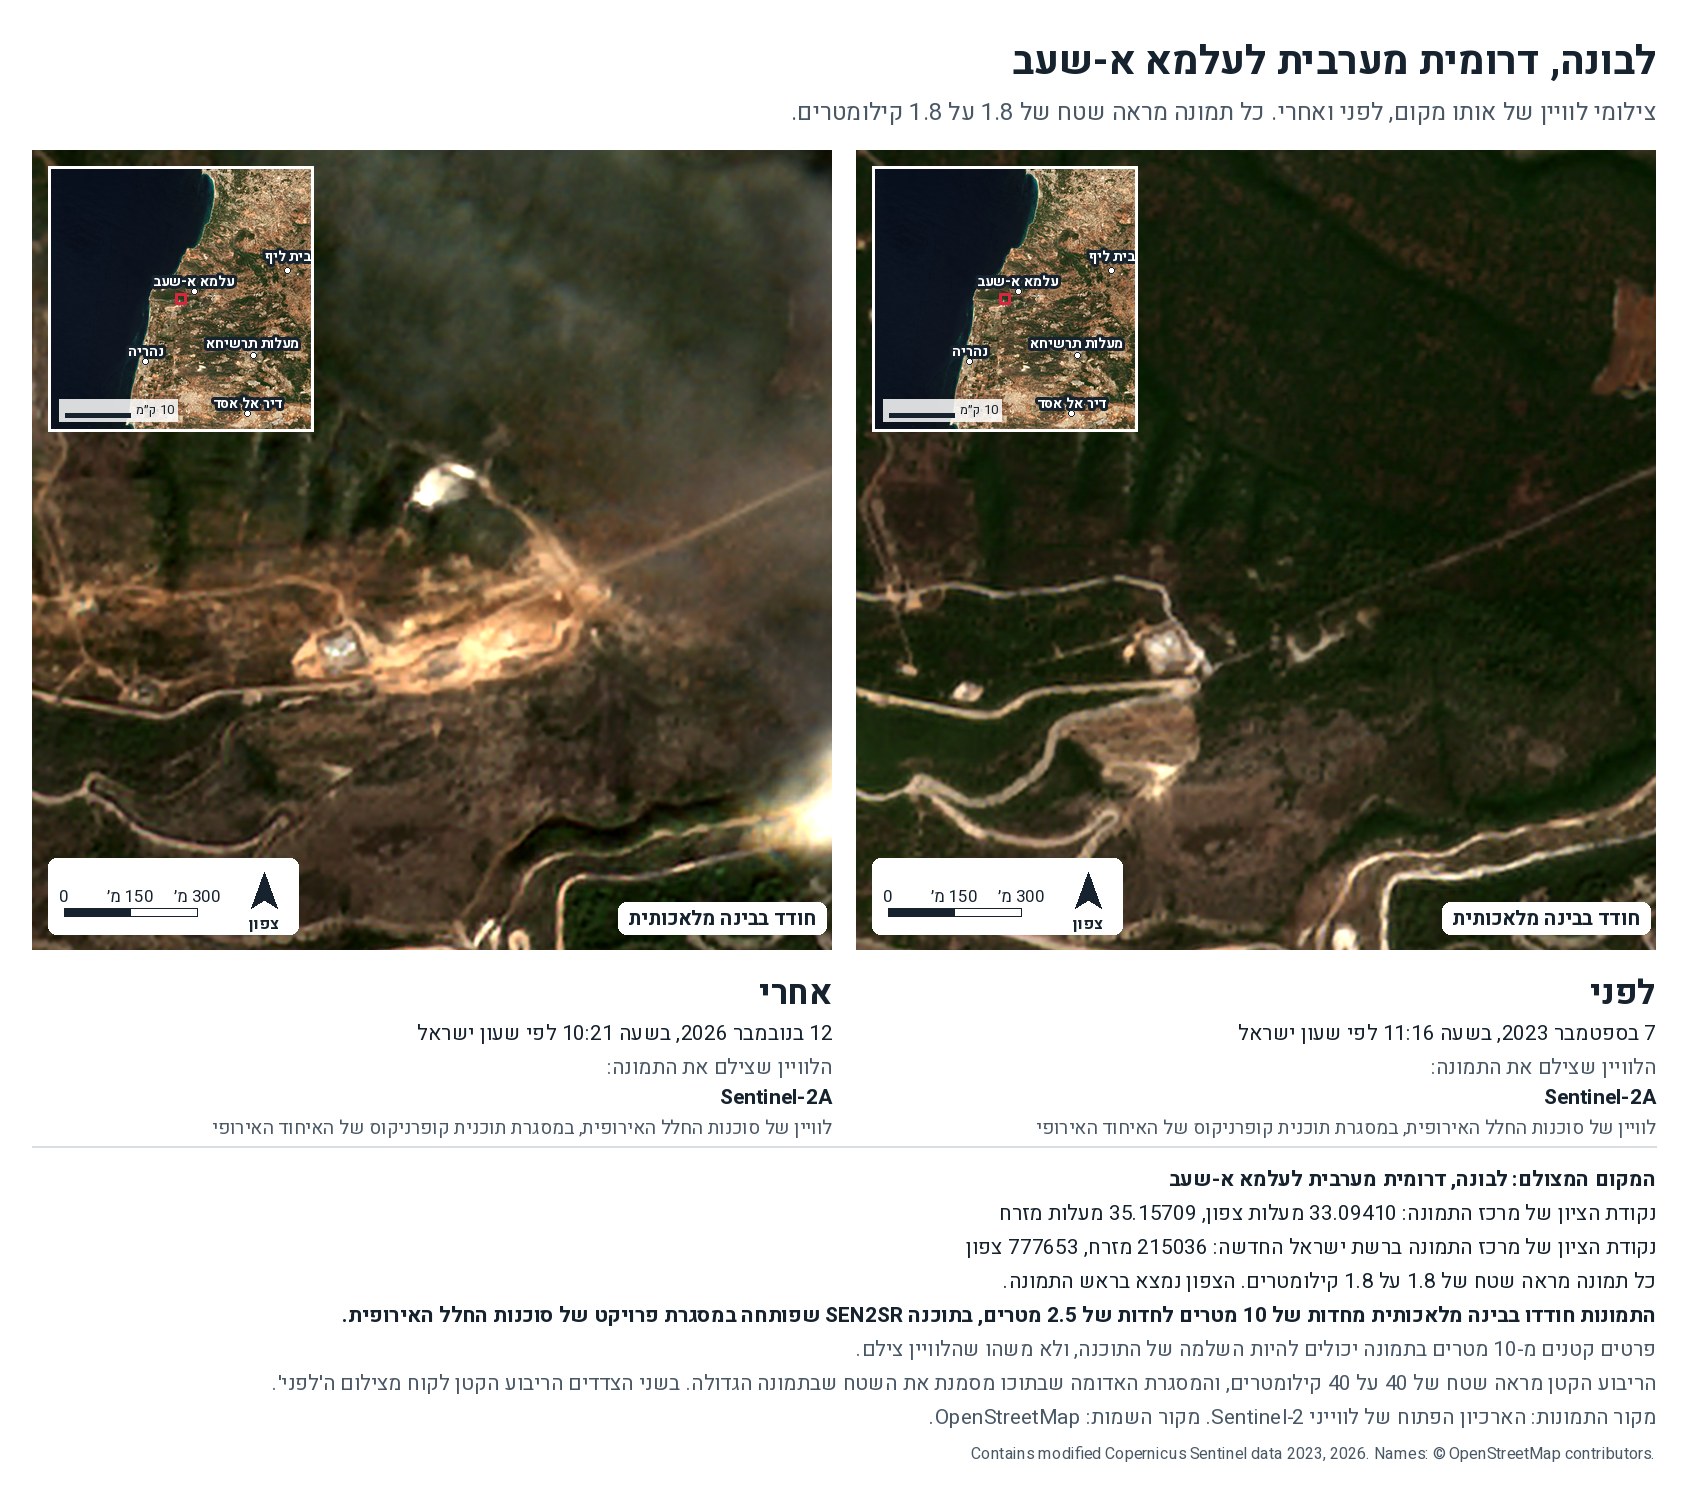 לבונה, דרומית מערבית לעלמא א-שעב
צילומי לוויין של אותו מקום, לפני ואחרי. כל תמונה מראה שטח של 1.8 על 1.8 קילומטרים.
בית ליף
עלמא א-שעב
מעלות תרשיחא
נהריה
דיר אל אסד
10 ק"מ
0 150 מ' 300 מ'
צפון
חודד בבינה מלאכותית
לפני
7 בספטמבר 2023, בשעה 11:16 לפי שעון ישראל
הלוויין שצילם את התמונה:
Sentinel-2A
לוויין של סוכנות החלל האירופית, במסגרת תוכנית קופרניקוס של האיחוד האירופי
בית ליף
עלמא א-שעב
מעלות תרשיחא
נהריה
דיר אל אסד
10 ק"מ
0 150 מ' 300 מ'
צפון
חודד בבינה מלאכותית
אחרי
12 בנובמבר 2026, בשעה 10:21 לפי שעון ישראל
הלוויין שצילם את התמונה:
Sentinel-2A
לוויין של סוכנות החלל האירופית, במסגרת תוכנית קופרניקוס של האיחוד האירופי
המקום המצולם: לבונה, דרומית מערבית לעלמא א-שעב
נקודת הציון של מרכז התמונה: 33.09410 מעלות צפון, 35.15709 מעלות מזרח
נקודת הציון של מרכז התמונה ברשת ישראל החדשה: 215036 מזרח, 777653 צפון
כל תמונה מראה שטח של 1.8 על 1.8 קילומטרים. הצפון נמצא בראש התמונה.
התמונות חודדו בבינה מלאכותית מחדות של 10 מטרים לחדות של 2.5 מטרים, בתוכנה SEN2SR שפותחה במסגרת פרויקט של סוכנות החלל האירופית.
פרטים קטנים מ-10 מטרים בתמונה יכולים להיות השלמה של התוכנה, ולא משהו שהלוויין צילם.
הריבוע הקטן מראה שטח של 40 על 40 קילומטרים, והמסגרת האדומה שבתוכו מסמנת את השטח שבתמונה הגדולה. בשני הצדדים הריבוע הקטן לקוח מצילום ה'לפני'.
מקור התמונות: הארכיון הפתוח של לווייני Sentinel-2. מקור השמות: OpenStreetMap.
Contains modified Copernicus Sentinel data 2023, 2026. Names: © OpenStreetMap contributors.